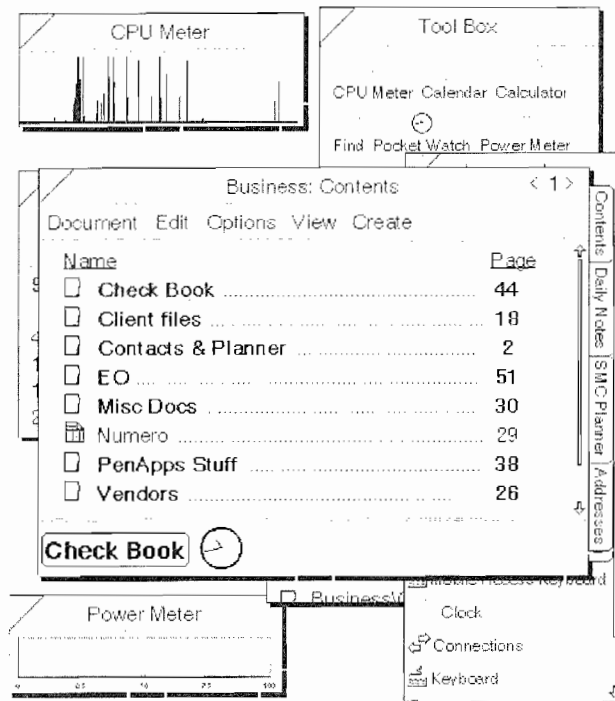 CPU Meter
Tool Box
CPU Meter Calendar Calculator
Find Pocket Watch Power Meter
Business: Contents < 1 >
Document Edit Options View Create
Name Page
Check Book 44
Client files 18
Contacts & Planner 2
EO 51
Misc Docs 30
Numero 29
PenApps Stuff 38
Vendors 26
Contents
Daily Notes
SMC Planner
Addresses
Check Book
Keyboard
Business
Power Meter
Clock
Connections
Keyboard